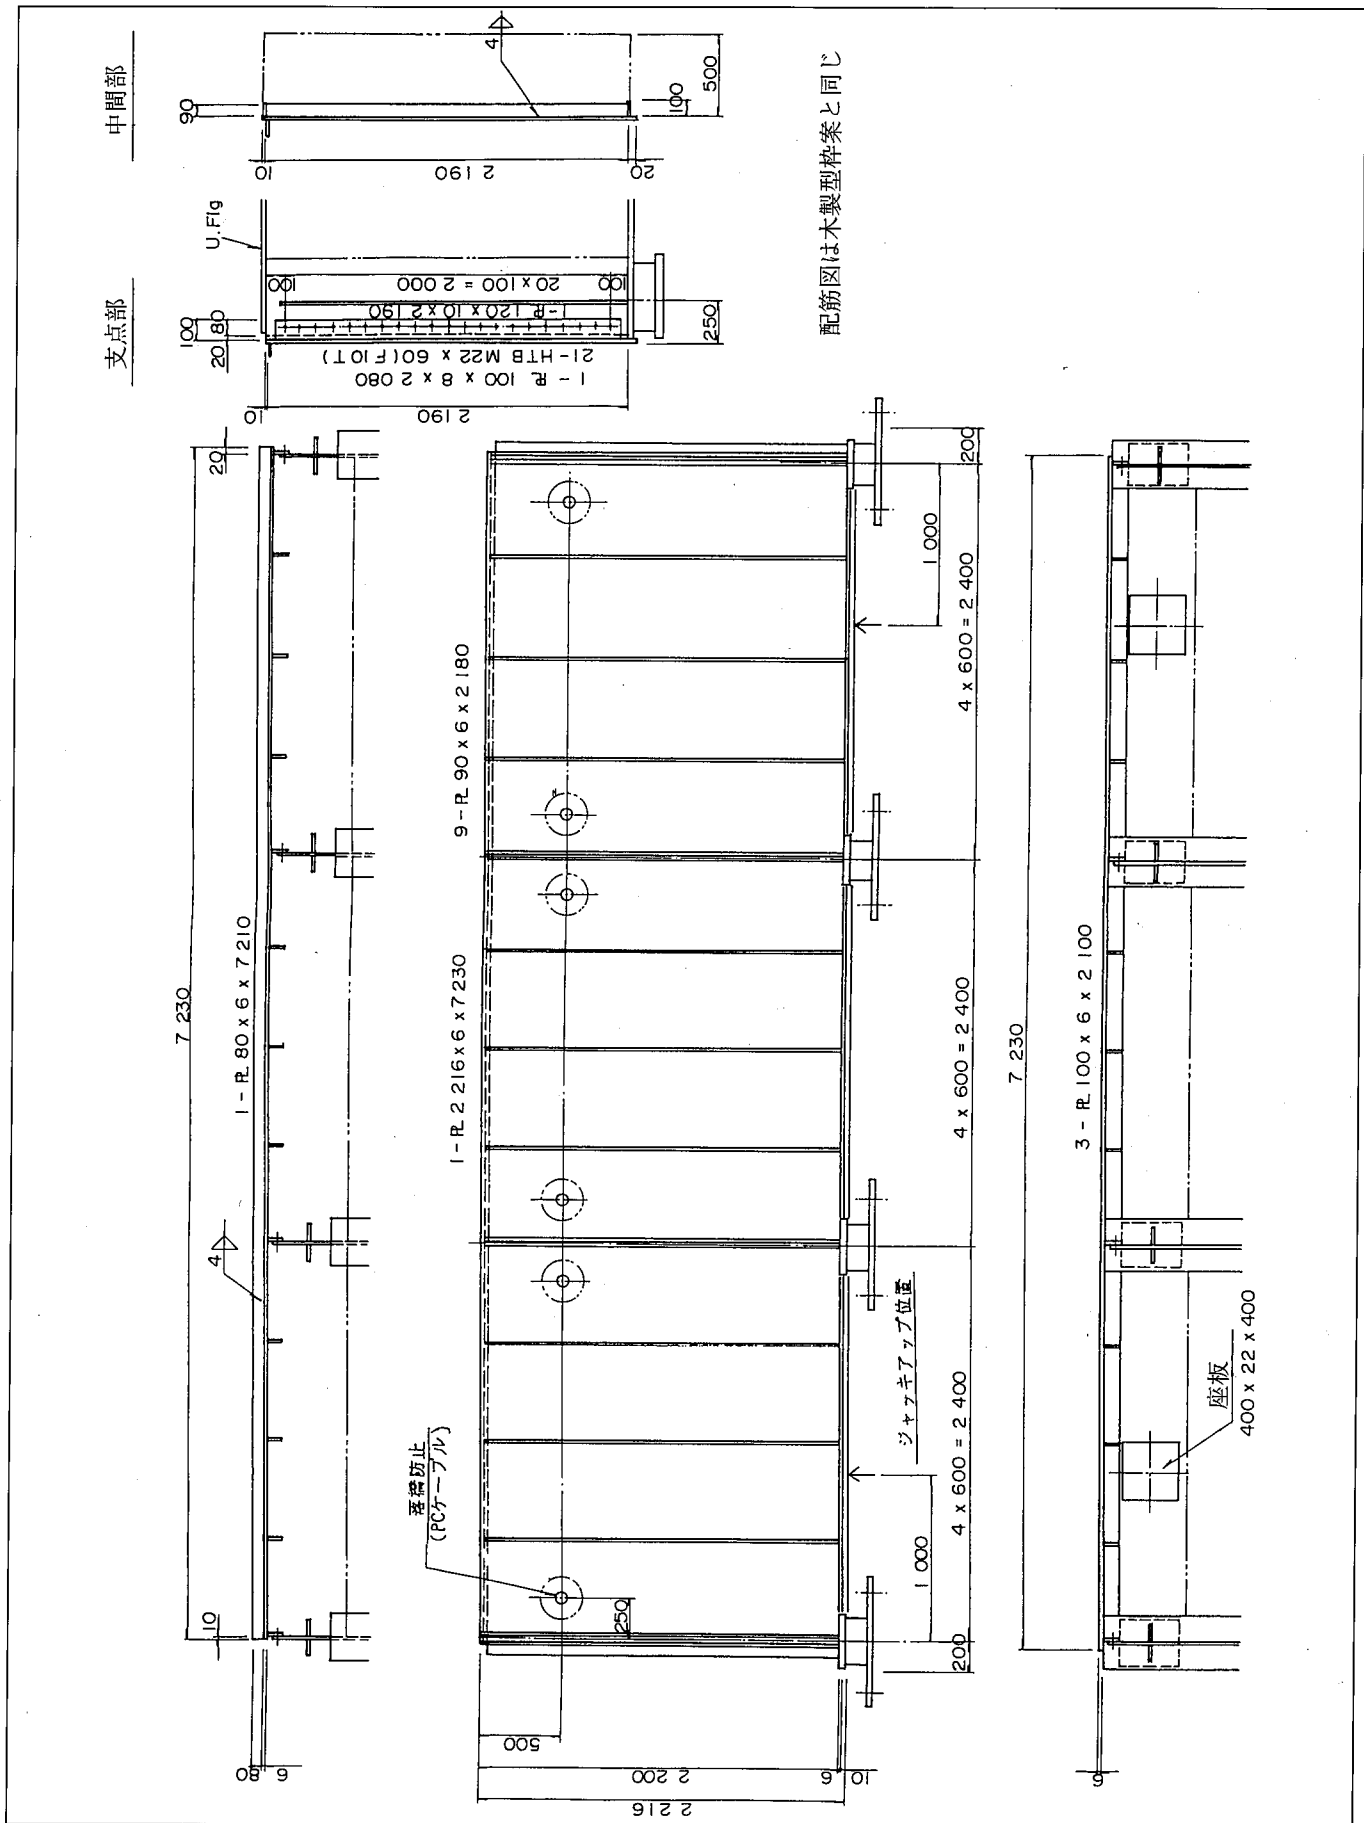 中間部
90
10
2 190
20
4
100
500
支点部
U.Flg
100
20 80
10
2 190
100
20 x 100 = 2 000
100
1 - PL 120 x 10 x 2 190
21 - HTB M22 x 60 (F10T)
1 - PL 100 x 8 x 2 080
250
配筋図は木製型枠案と同じ
7 230
10
20
1 - PL 80 x 6 x 7 210
4
80
6
1 - PL 2 216 x 6 x 7 230
9 - PL 90 x 6 x 2 180
落橋防止
(PCケーブル)
250
500
2 200
2 216
6
10
ジャッキアップ位置
1 000
1 000
200
4 x 600 = 2 400
4 x 600 = 2 400
4 x 600 = 2 400
200
7 230
3 - PL 100 x 6 x 2 100
6
座板
400 x 22 x 400